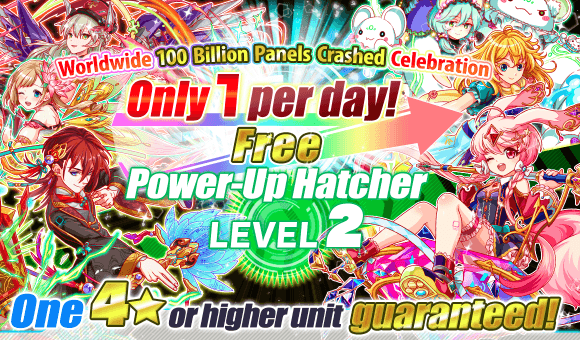 Worldwide 100 Billion Panels Crashed Celebration
Only 1 per day!
Free
Power-Up Hatcher
LEVEL 2
One 4★ or higher unit guaranteed!